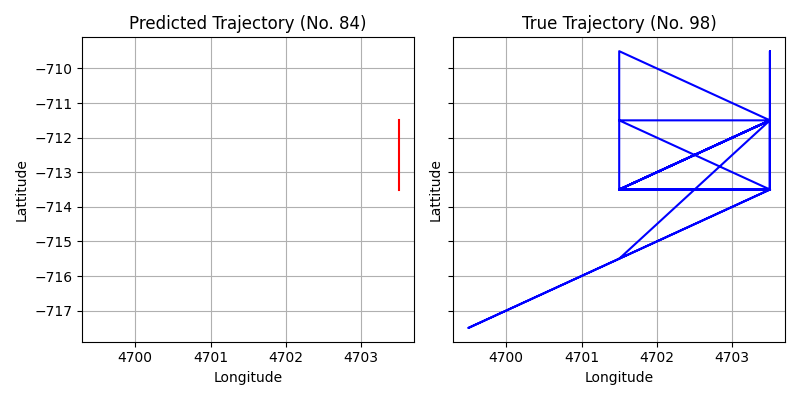 Predicted Trajectory (No. 84)
True Trajectory (No. 98)
−710
−711
−712
−713
−714
−715
−716
−717
Lattitude
Lattitude
4700 4701 4702 4703
4700 4701 4702 4703
Longitude
Longitude